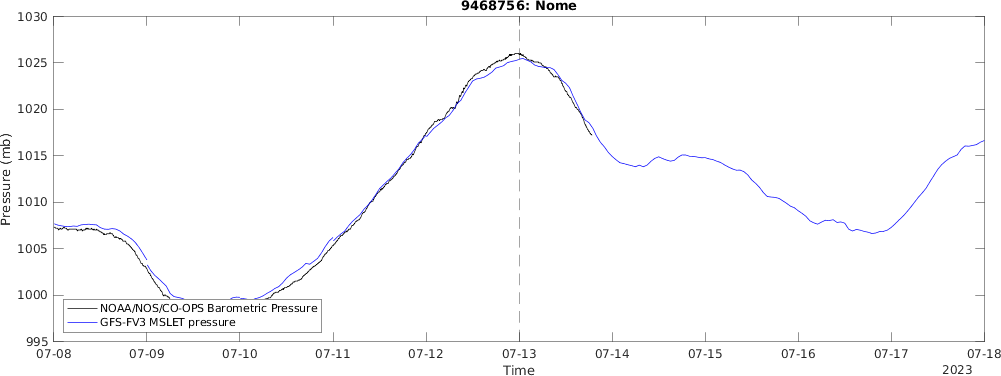 9468756: Nome
Pressure (mb)
1030
1025
1020
1015
1010
1005
1000
995
NOAA/NOS/CO-OPS Barometric Pressure
GFS-FV3 MSLET pressure
07-08 07-09 07-10 07-11 07-12 07-13 07-14 07-15 07-16 07-17 07-18
Time
2023